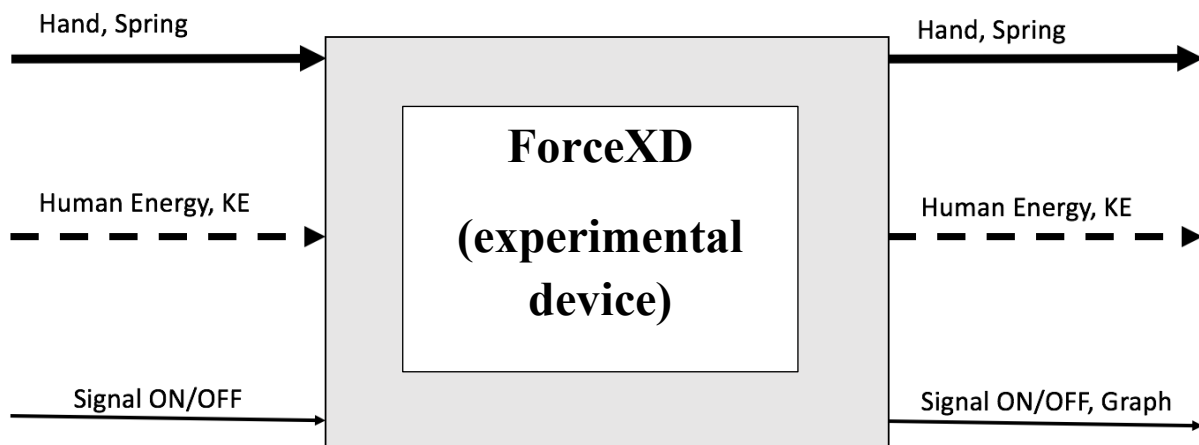 Hand, Spring
Hand, Spring
ForceXD
(experimental
device)
Human Energy, KE
Human Energy, KE
Signal ON/OFF
Signal ON/OFF, Graph